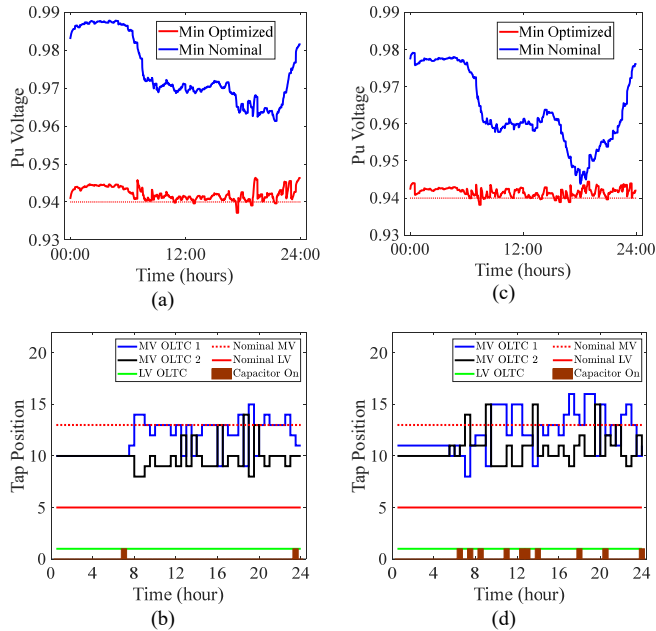 0.99
0.98
0.97
0.96
0.95
0.94
0.93
Pu Voltage
Min Optimized
Min Nominal
00:00
12:00
24:00
Time (hours)
(a)
0.99
0.98
0.97
0.96
0.95
0.94
0.93
Pu Voltage
Min Optimized
Min Nominal
00:00
12:00
24:00
Time (hours)
(c)
20
15
10
5
0
Tap Position
MV OLTC 1
MV OLTC 2
LV OLTC
Nominal MV
Nominal LV
Capacitor On
0 4 8 12 16 20 24
Time (hour)
(b)
20
15
10
5
0
Tap Position
MV OLTC 1
MV OLTC 2
LV OLTC
Nominal MV
Nominal LV
Capacitor On
0 4 8 12 16 20 24
Time (hour)
(d)